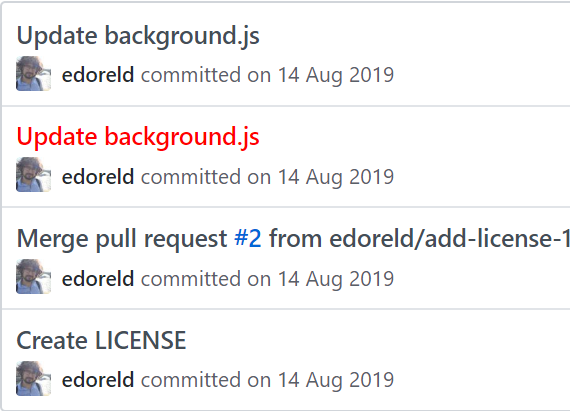 Update background.js
edoreld committed on 14 Aug 2019
Update background.js
edoreld committed on 14 Aug 2019
Merge pull request #2 from edoreld/add-license-1
edoreld committed on 14 Aug 2019
Create LICENSE
edoreld committed on 14 Aug 2019